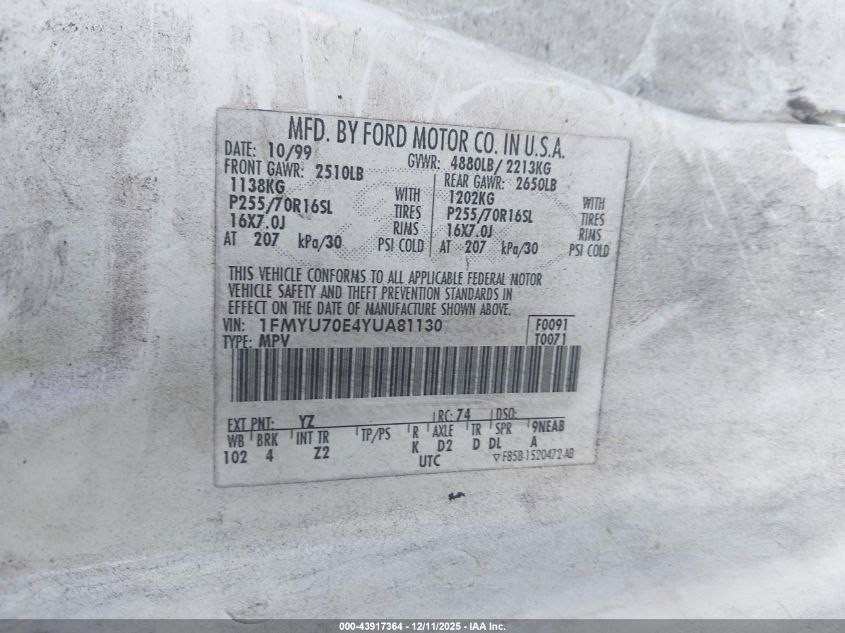 MFD. BY FORD MOTOR CO. IN U.S.A.
DATE: 10/99 GVWR: 4880LB/ 2213KG
FRONT GAWR: 2510LB REAR GAWR: 2650LB
1138KG WITH 1202KG WITH
P255/70R16SL TIRES P255/70R16SL TIRES
16X7.0J RIMS 16X7.0J RIMS
AT 207 kPa/30 PSI COLD AT 207 kPa/30 PSI COLD
THIS VEHICLE CONFORMS TO ALL APPLICABLE FEDERAL MOTOR
VEHICLE SAFETY AND THEFT PREVENTION STANDARDS IN
EFFECT ON THE DATE OF MANUFACTURE SHOWN ABOVE.
VIN: 1FMYU70E4YUA81130 F0091
TYPE: MPV T0071
EXT PNT: YZ RC: 74 DSO:
WB BRK INT TR TP/PS R AXLE TR SPR 9NEAB
102 4 Z2 K D2 D DL A
UTC ▽F85B-1520472-AB
000-43917364 - 12/11/2025 - IAA Inc.